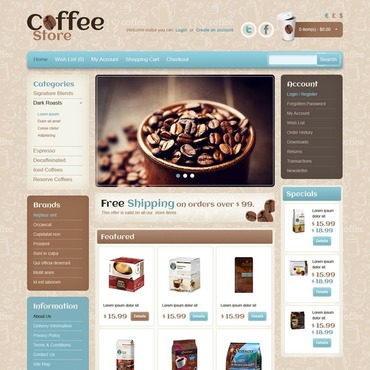 Coffee
Store
Welcome visitor you can Login Or Create an account
€ £ $
0 item(s) - $0.00
Home Wish List (0) My Account Shopping Cart Checkout
Search
Categories
Signature Blends
Dark Roasts
Lorem ipsum
Dolor sit amet
Conse ctetur
Adipiscing
Espresso
Decaffeinated
Iced Coffees
Reserve Coffees
Account
Login / Register
Forgotten Password
My Account
Wish List
Order History
Downloads
Returns
Transactions
Newsletter
Free Shipping on orders over $ 99.
This offer is valid on all our store items
Brands
Occaecat
Cupidatat non
Proident
Sunt in culpa
Qui officia deserunt
Mollit anim
Id est laborum
Featured
Lorem ipsum
dolor sit
$ 15.99
Details
Lorem ipsum
dolor sit
$ 15.99
Details
Lorem ipsum
dolor sit
$ 15.99
Details
Specials
Lorem ipsum
dolor sit
$ 15.99
$ 18.99
Details
Lorem ipsum
dolor sit
$ 15.99
$ 18.99
Details
Lorem ipsum
dolor sit
$ 15.99
Details
Information
About Us
Delivery Information
Privacy Policy
Terms & Conditions
Contact Us
Site Map